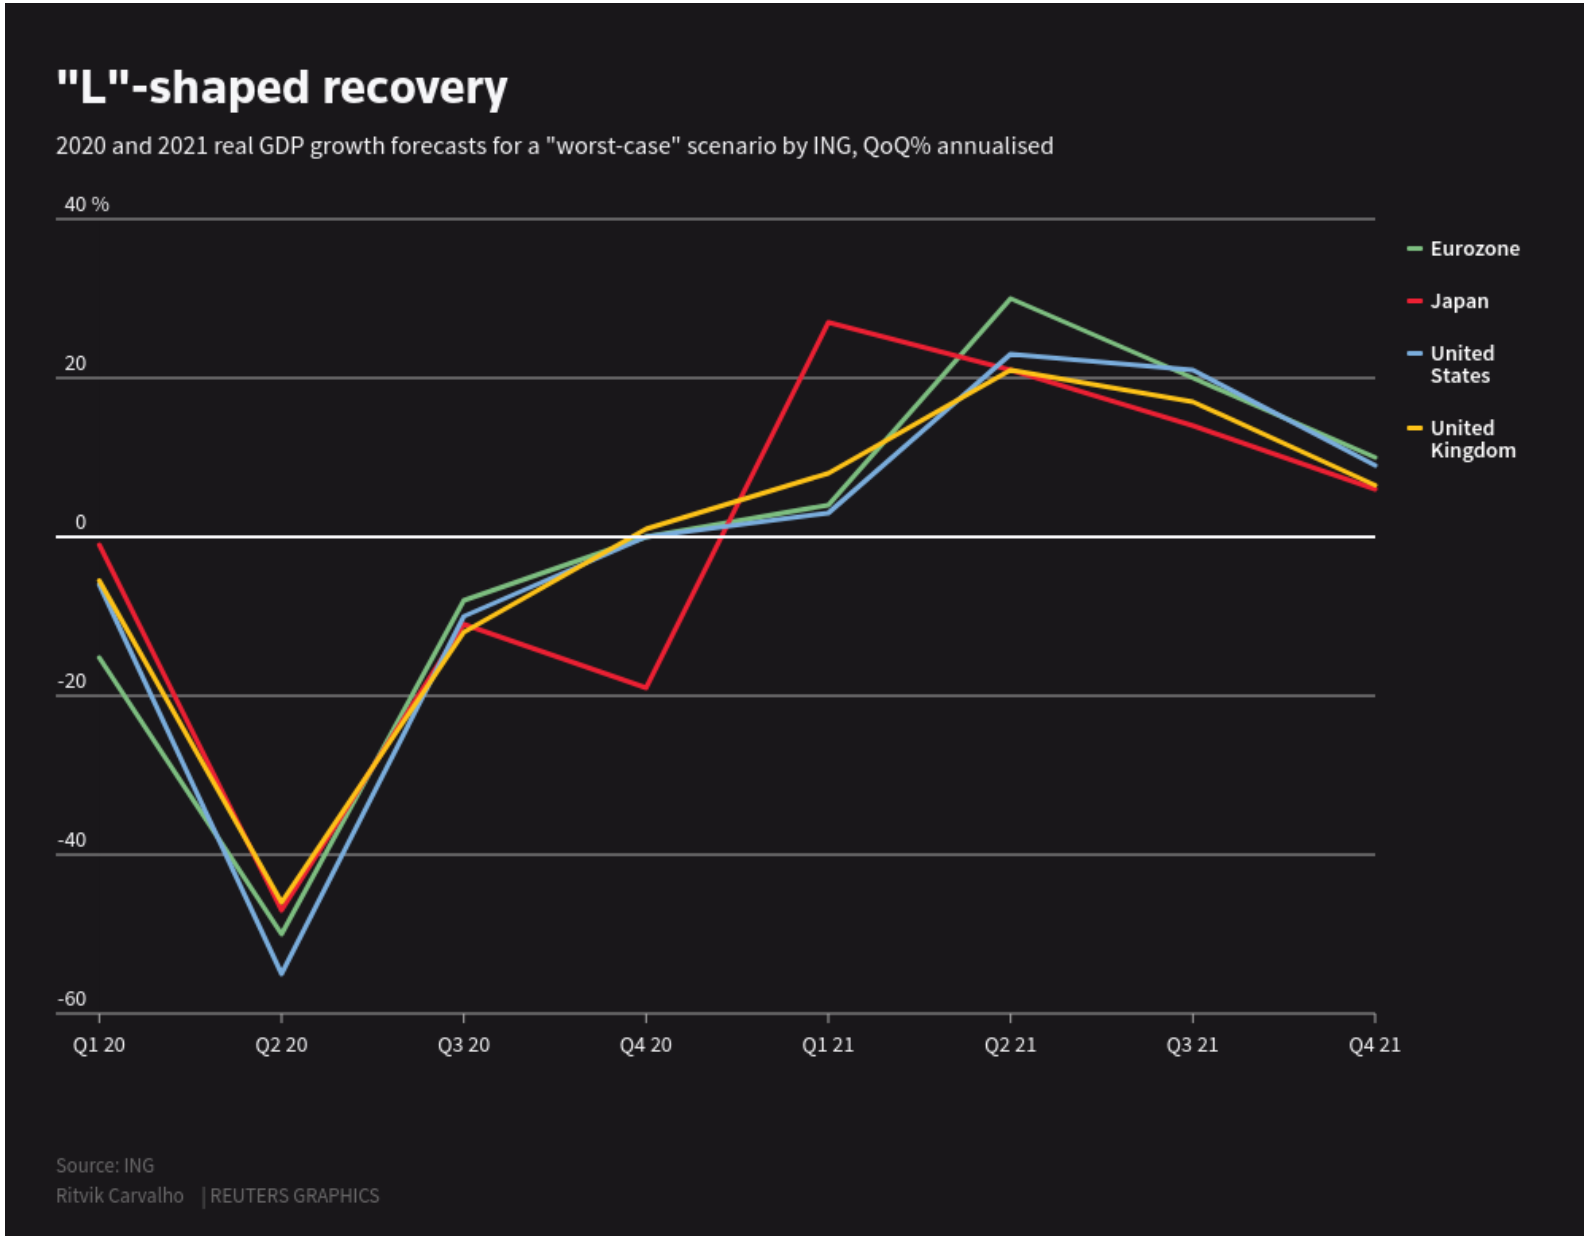 "L"-shaped recovery
2020 and 2021 real GDP growth forecasts for a "worst-case" scenario by ING, QoQ% annualised
40 %
20
0
-20
-40
-60
Q1 20
Q2 20
Q3 20
Q4 20
Q1 21
Q2 21
Q3 21
Q4 21
Eurozone
Japan
United
States
United
Kingdom
Source: ING
Ritvik Carvalho | REUTERS GRAPHICS